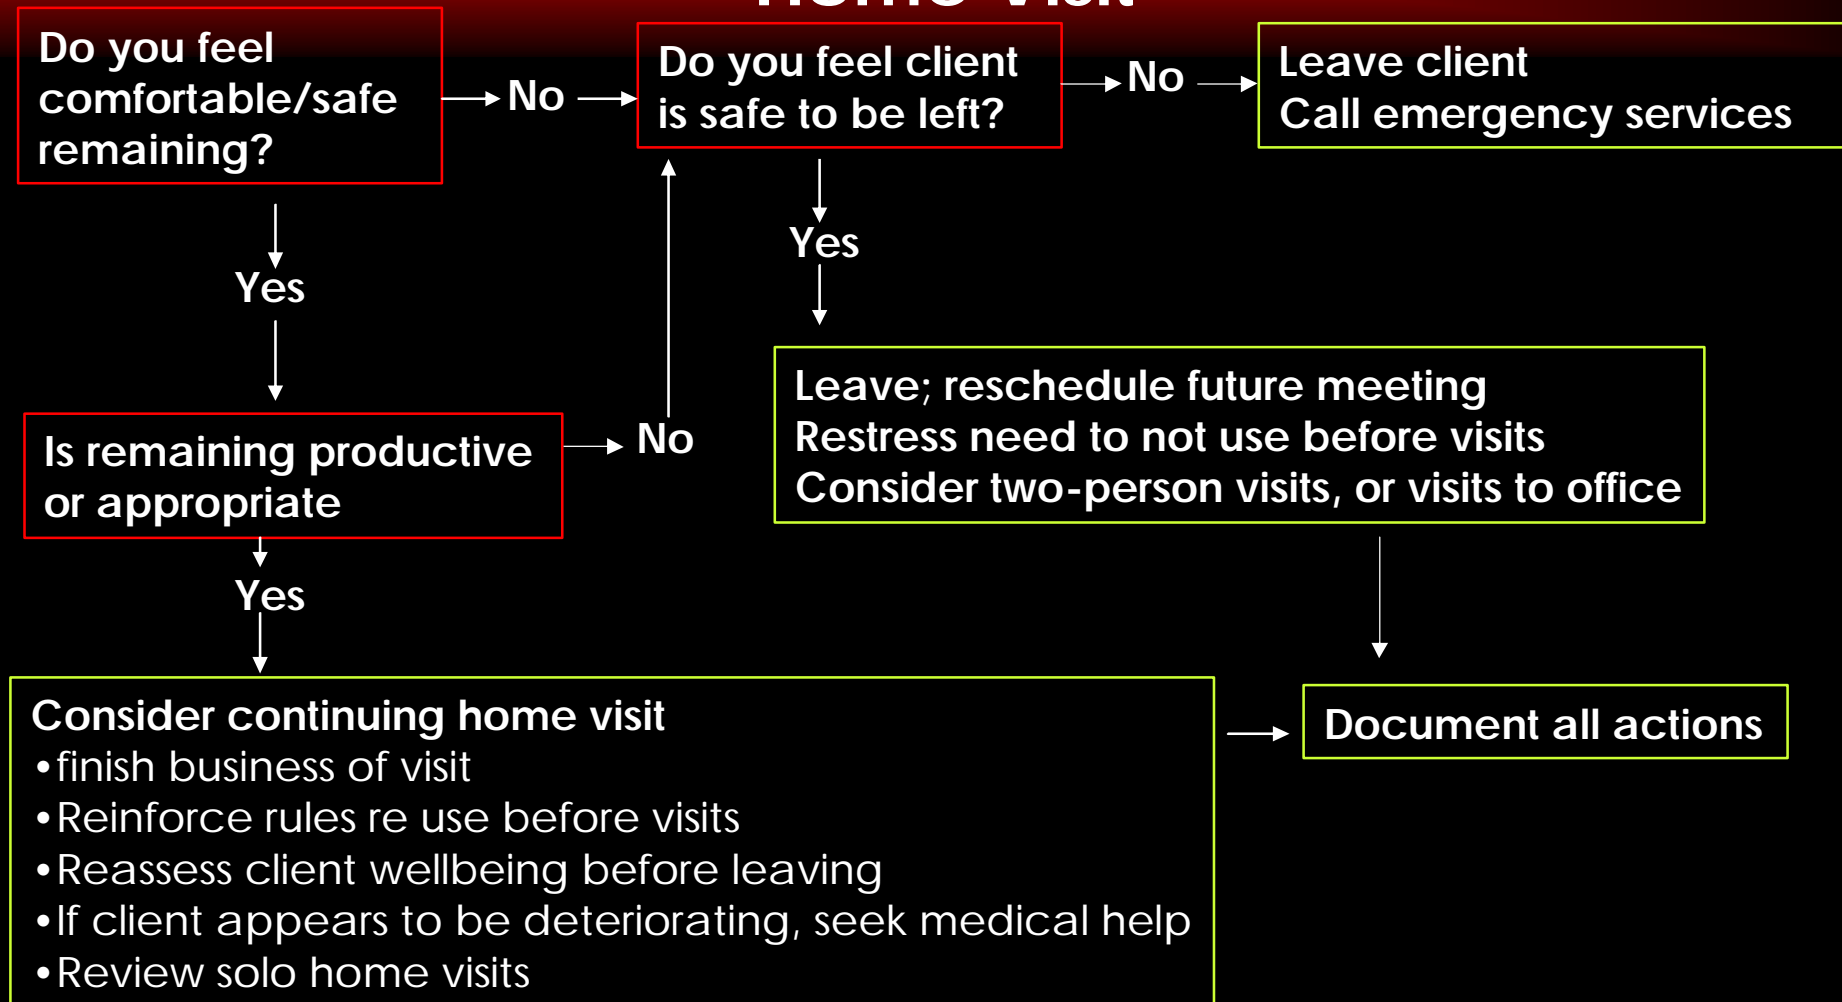 Home Visit
Do you feel
comfortable/safe
remaining?
No
Do you feel client
is safe to be left?
No
Leave client
Call emergency services
Yes
Yes
Leave; reschedule future meeting
Restress need to not use before visits
Consider two-person visits, or visits to office
Is remaining productive
or appropriate
No
Yes
Consider continuing home visit
•finish business of visit
•Reinforce rules re use before visits
•Reassess client wellbeing before leaving
•If client appears to be deteriorating, seek medical help
•Review solo home visits
Document all actions